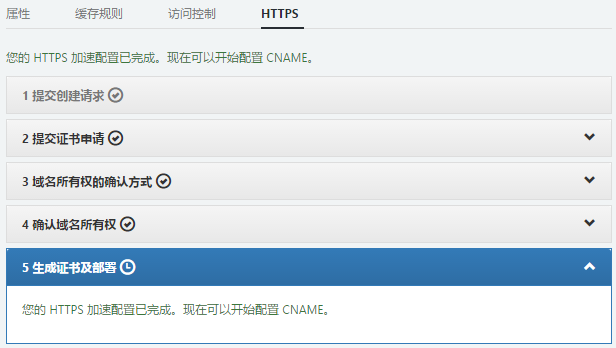 属性 缓存规则 访问控制 HTTPS
您的 HTTPS 加速配置已完成。现在可以开始配置 CNAME。
1 提交创建请求
2 提交证书申请
3 域名所有权的确认方式
4 确认域名所有权
5 生成证书及部署
您的 HTTPS 加速配置已完成。现在可以开始配置 CNAME。